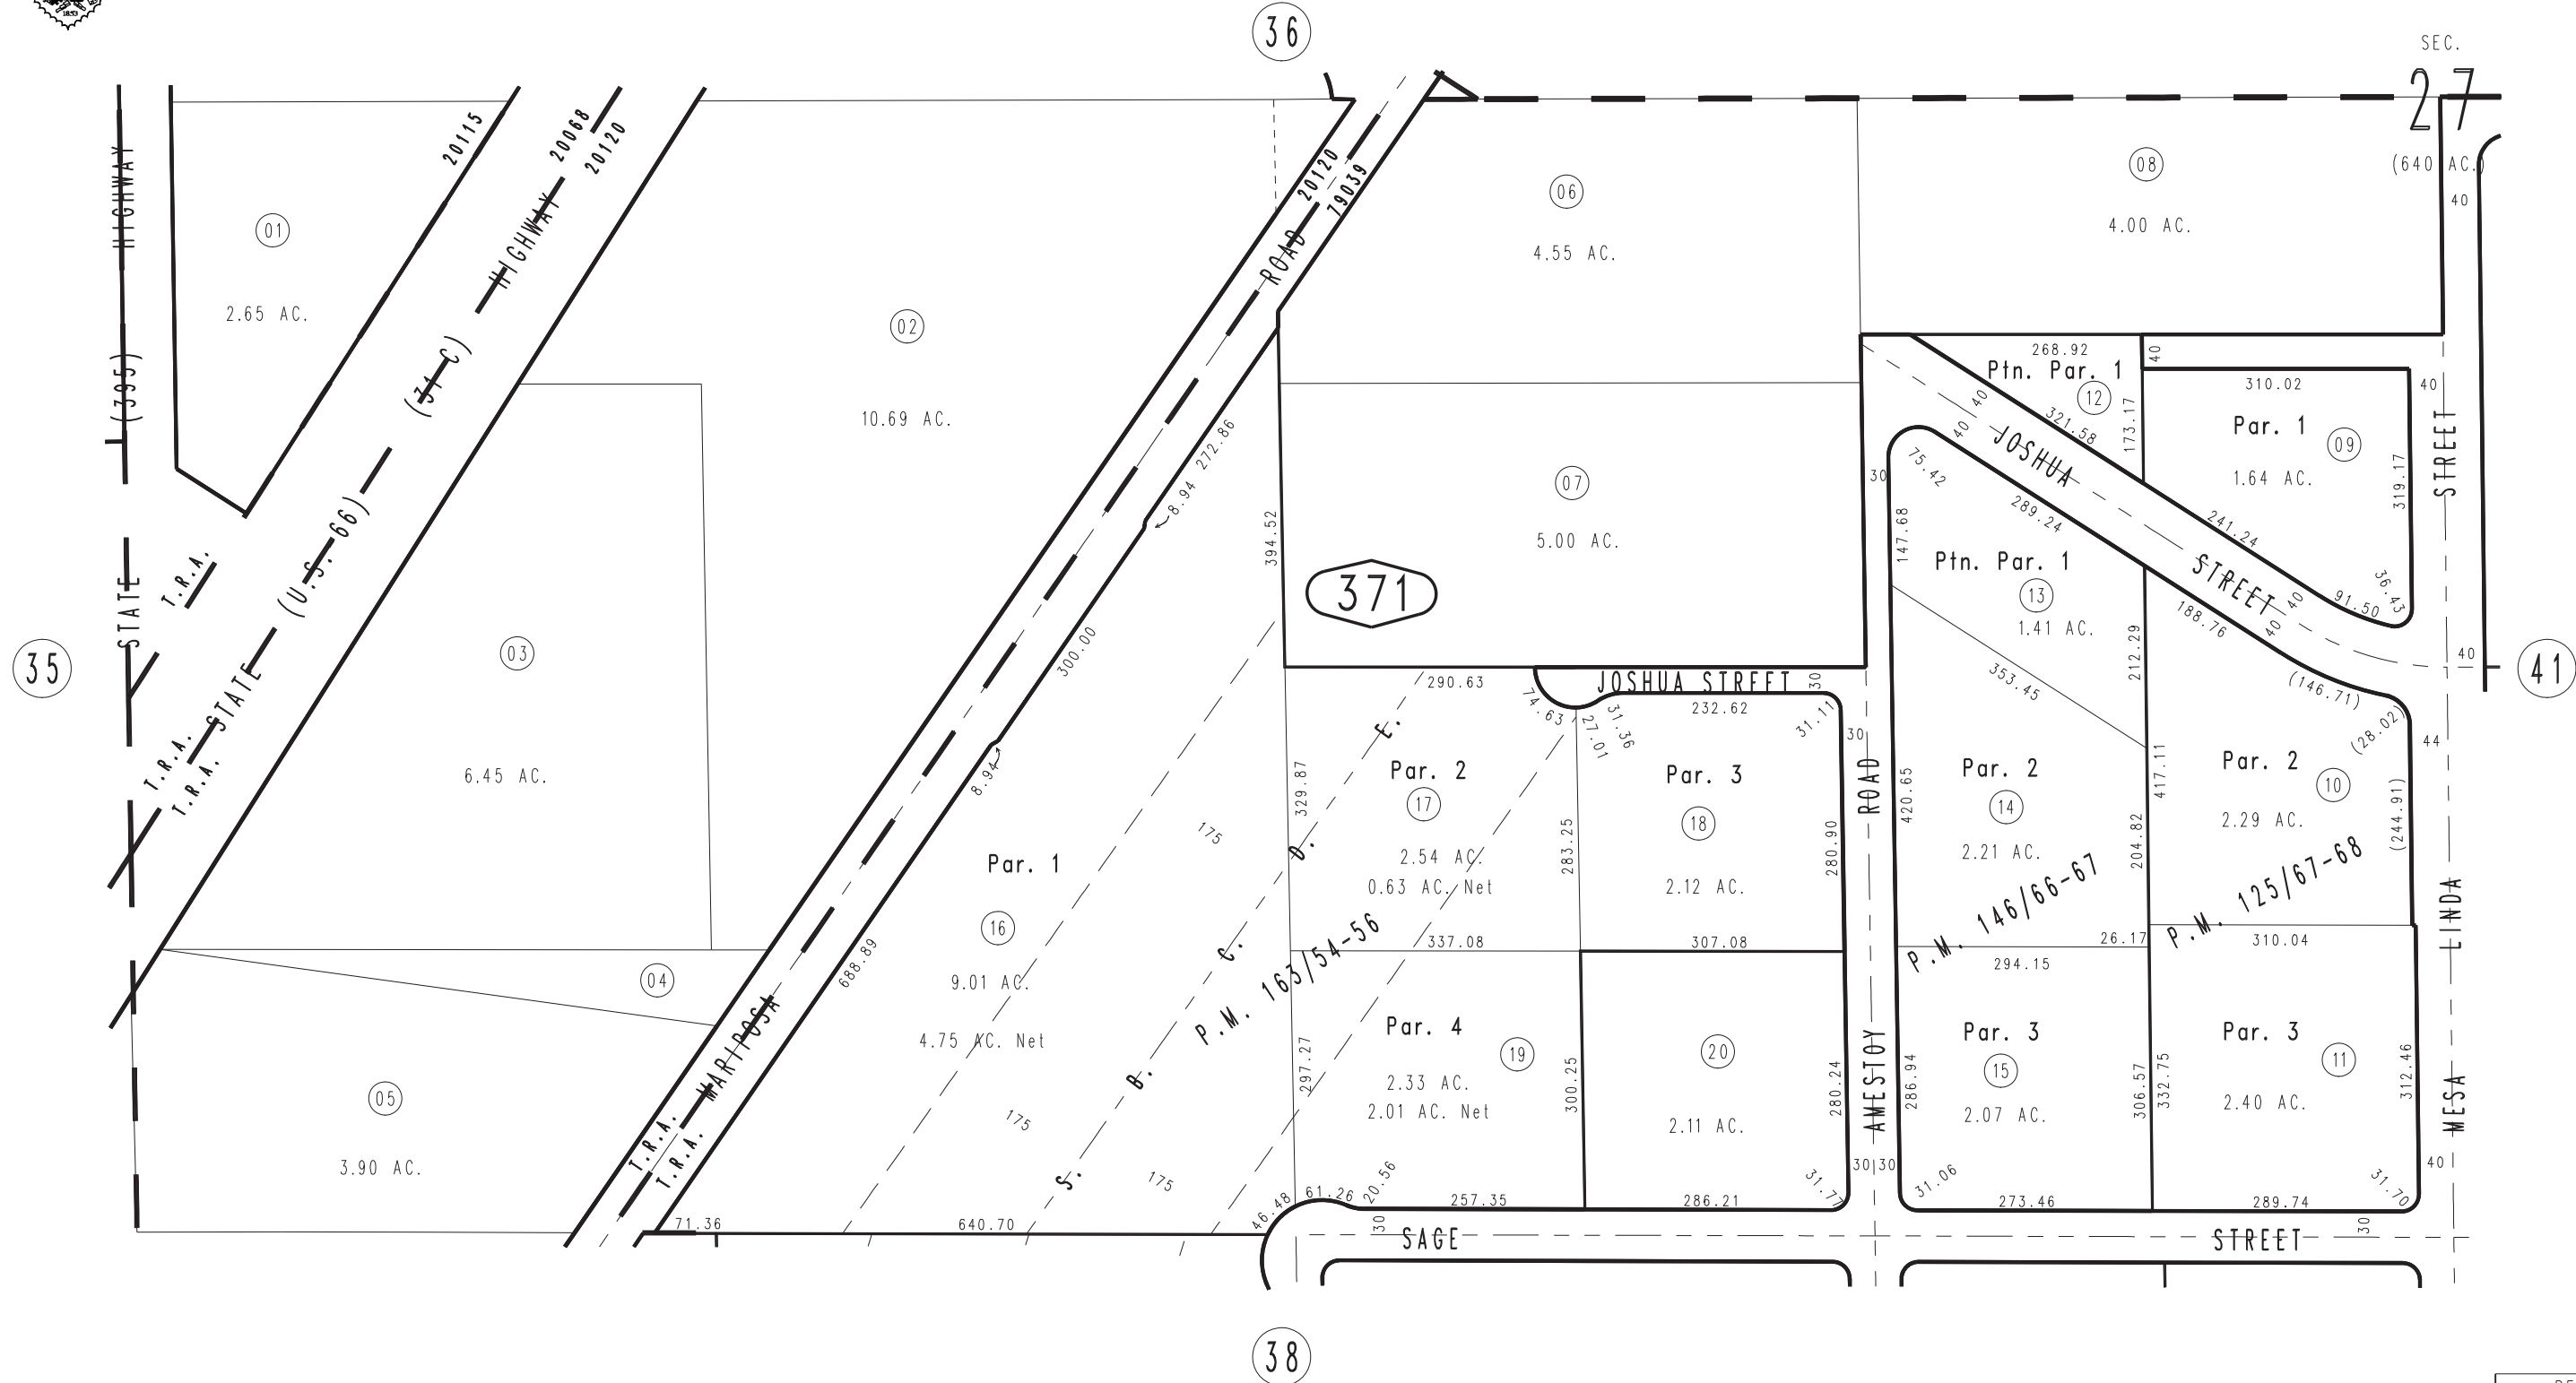 1853
36
SEC.
27
(640 AC.)
40
HIGHWAY
(395)
STATE
01
2.65 AC.
20115
20068
20120
HIGHWAY
(31 C)
(U.S. 66)
STATE
T.R.A.
T.R.A.
T.R.A.
02
10.69 AC.
03
6.45 AC.
04
05
3.90 AC.
35
20120
79039
ROAD
MARIPOSA
T.R.A.
T.R.A.
272.86
8.94
300.00
8.94
688.89
394.52
06
4.55 AC.
07
5.00 AC.
371
08
4.00 AC.
268.92
Ptn. Par. 1
12
40
321.58
173.17
40
40
JOSHUA
STREET
40
40
310.02
40
Par. 1
09
1.64 AC.
319.17
241.24
91.50
36.43
STREET
LINDA
MESA
30
75.42
147.68
289.24
Ptn. Par. 1
13
1.41 AC.
212.29
353.45
188.76
(146.71)
(28.02)
40
41
44
290.63
JOSHUA STREET
30
74.63
27.01
31.36
232.62
31.11
30
329.87
Par. 2
17
2.54 AC.
0.63 AC. Net
283.25
337.08
Par. 3
18
2.12 AC.
280.90
307.08
ROAD
AMESTOY
420.65
Par. 2
14
2.21 AC.
417.11
204.82
26.17
294.15
P.M. 146/66-67
Par. 2
10
2.29 AC.
(244.91)
P.M. 125/67-68
310.04
Par. 1
16
9.01 AC.
4.75 AC. Net
175
175
175
S. B. C. D. E.
P.M. 163/54-56
71.36
640.70
46.48
61.26
20.56
297.27
Par. 4
19
2.33 AC.
2.01 AC. Net
300.25
257.35
20
2.11 AC.
280.24
286.21
31.77
30
30
286.94
Par. 3
15
2.07 AC.
306.57
31.06
273.46
332.75
Par. 3
11
2.40 AC.
312.46
289.74
31.70
40
30
SAGE
STREET
30
38